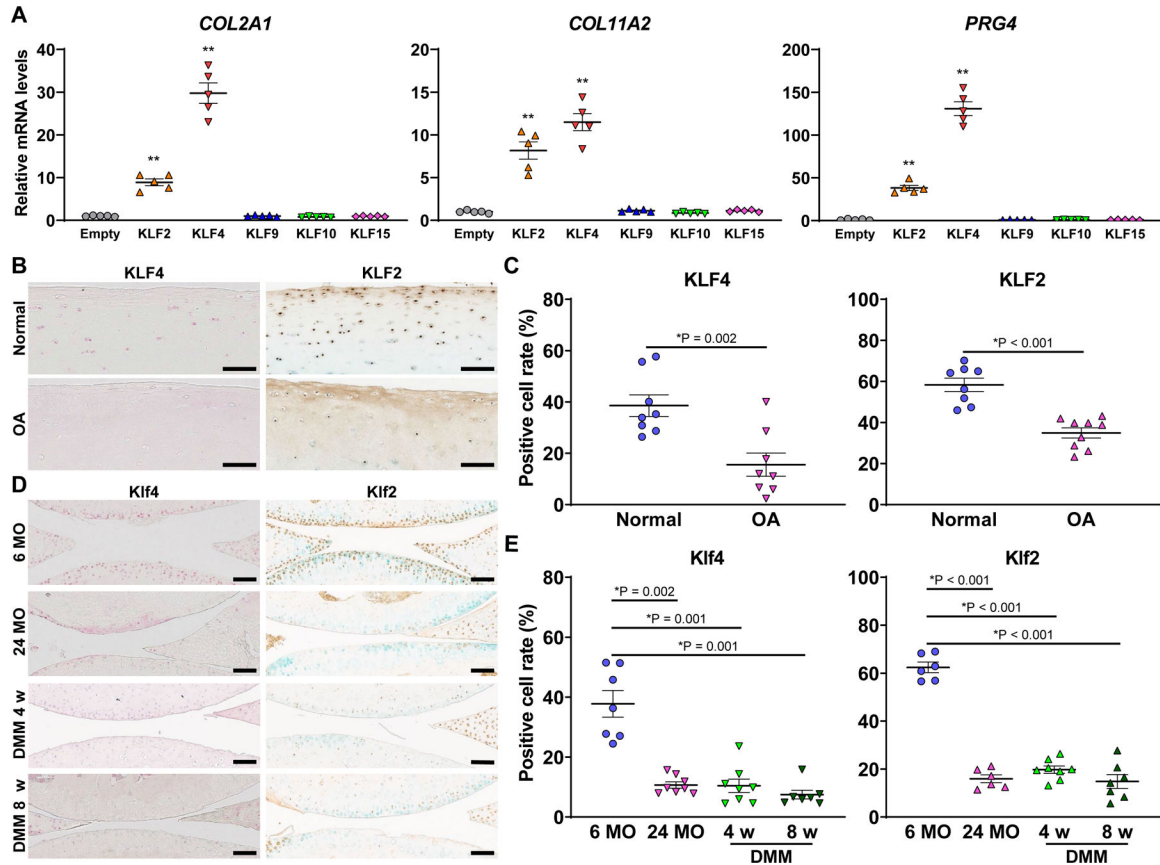 A
COL2A1
COL11A2
PRG4
Relative mRNA levels
40
30
20
10
0
**
**
Empty KLF2 KLF4 KLF9 KLF10 KLF15
20
15
10
5
0
**
**
Empty KLF2 KLF4 KLF9 KLF10 KLF15
200
150
100
50
0
**
**
Empty KLF2 KLF4 KLF9 KLF10 KLF15
B
KLF4 KLF2
Normal
OA
C
KLF4
Positive cell rate (%)
80
60
40
20
0
*P = 0.002
Normal OA
KLF2
100
80
60
40
20
0
*P < 0.001
Normal OA
D
Klf4 Klf2
6 MO
24 MO
DMM 4 w
DMM 8 w
E
Klf4
Positive cell rate (%)
80
60
40
20
0
*P = 0.002
*P = 0.001
*P = 0.001
6 MO 24 MO 4 w 8 w
DMM
Klf2
100
80
60
40
20
0
*P < 0.001
*P < 0.001
*P < 0.001
6 MO 24 MO 4 w 8 w
DMM